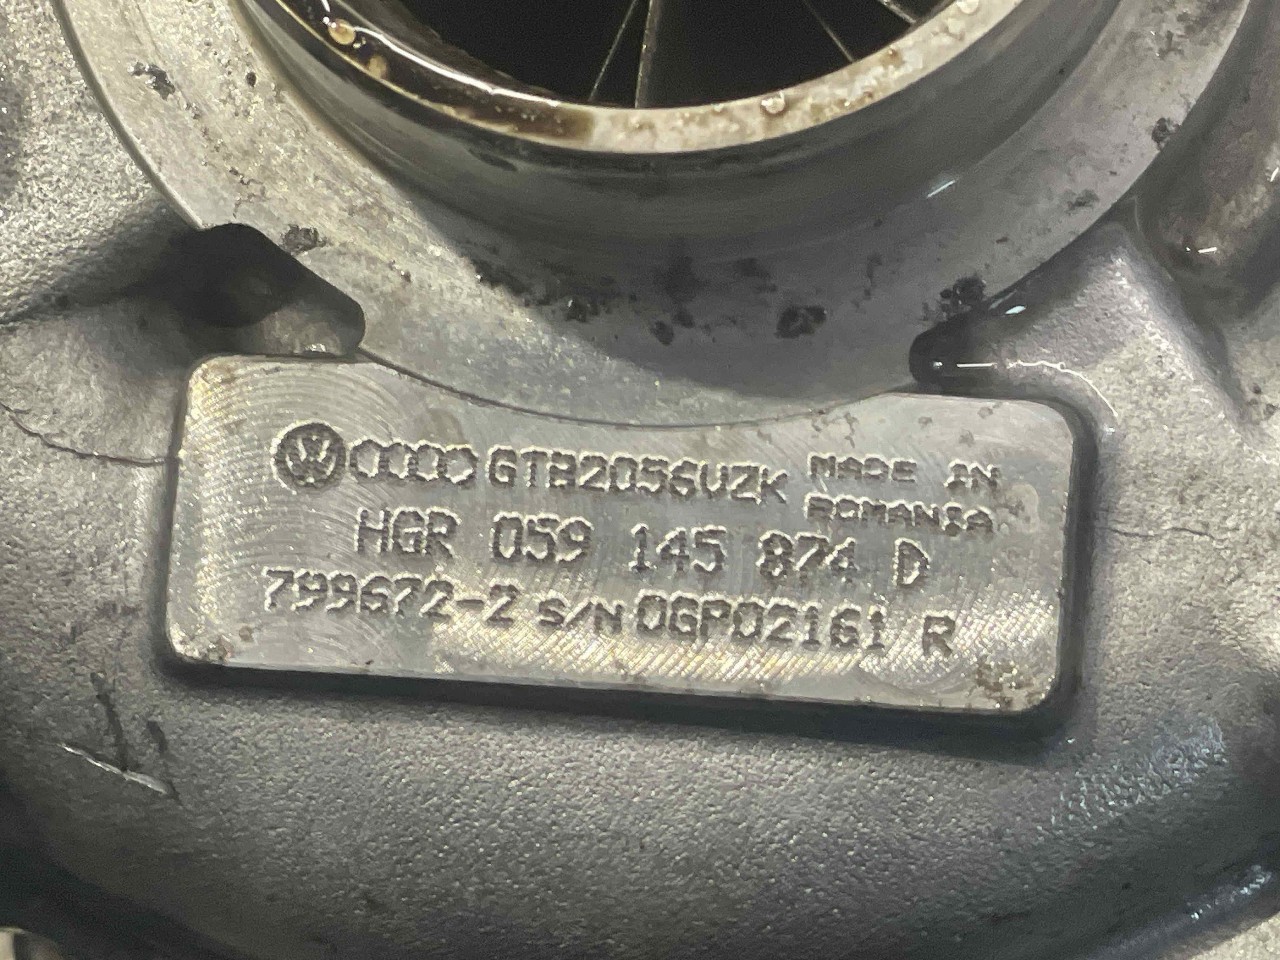 GTB2056VZK MADE IN
ROMANIA
HGR 059 145 874 D
799672-2 S/N 0GP02161 R